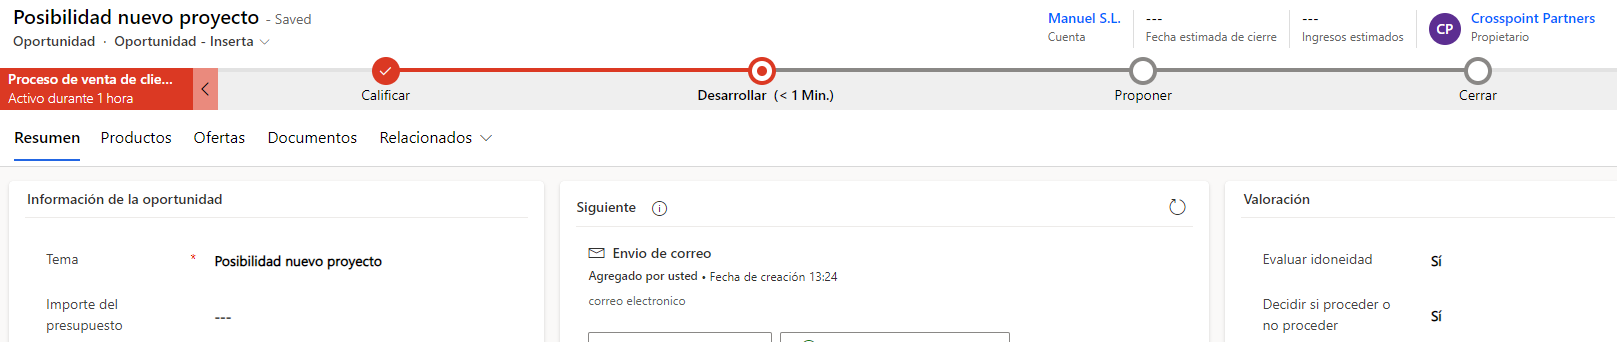 Posibilidad nuevo proyecto - Saved
Oportunidad · Oportunidad - Inserta
Manuel S.L.
Cuenta
---
Fecha estimada de cierre
---
Ingresos estimados
CP
Crosspoint Partners
Propietario
Proceso de venta de clie...
Activo durante 1 hora
Calificar
Desarrollar (< 1 Min.)
Proponer
Cerrar
Resumen Productos Ofertas Documentos Relacionados
Información de la oportunidad
Tema * Posibilidad nuevo proyecto
Importe del
presupuesto ---
Siguiente
Envio de correo
Agregado por usted • Fecha de creación 13:24
correo electronico
Valoración
Evaluar idoneidad Sí
Decidir si proceder o
no proceder Sí